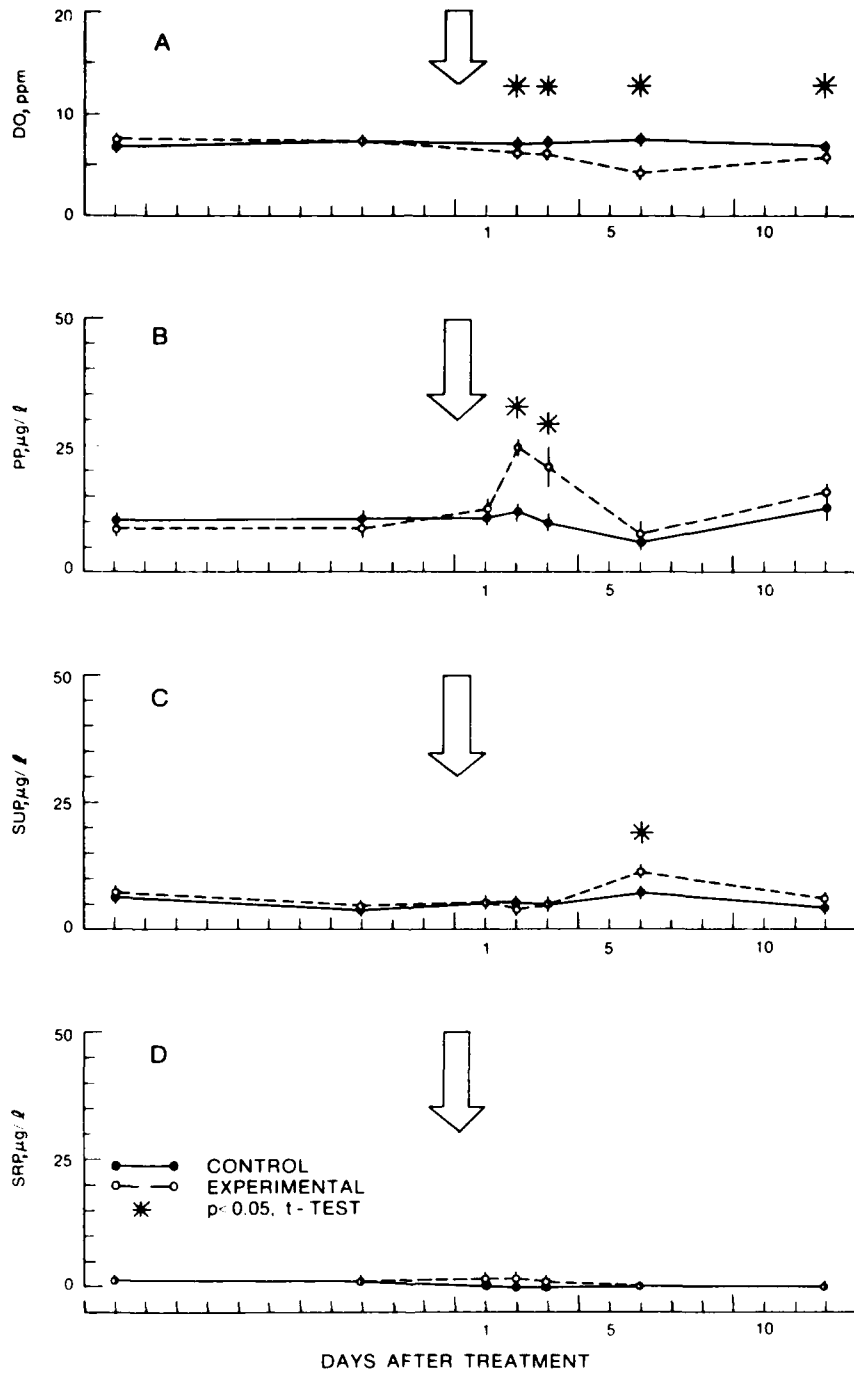 A
20
10
0
DO, ppm
1 5 10
B
50
25
0
PP, µg/ℓ
1 5 10
C
50
25
0
SUP, µg/ℓ
1 5 10
D
50
25
0
SRP, µg/ℓ
CONTROL
EXPERIMENTAL
p<0.05, t-TEST
1 5 10
DAYS AFTER TREATMENT